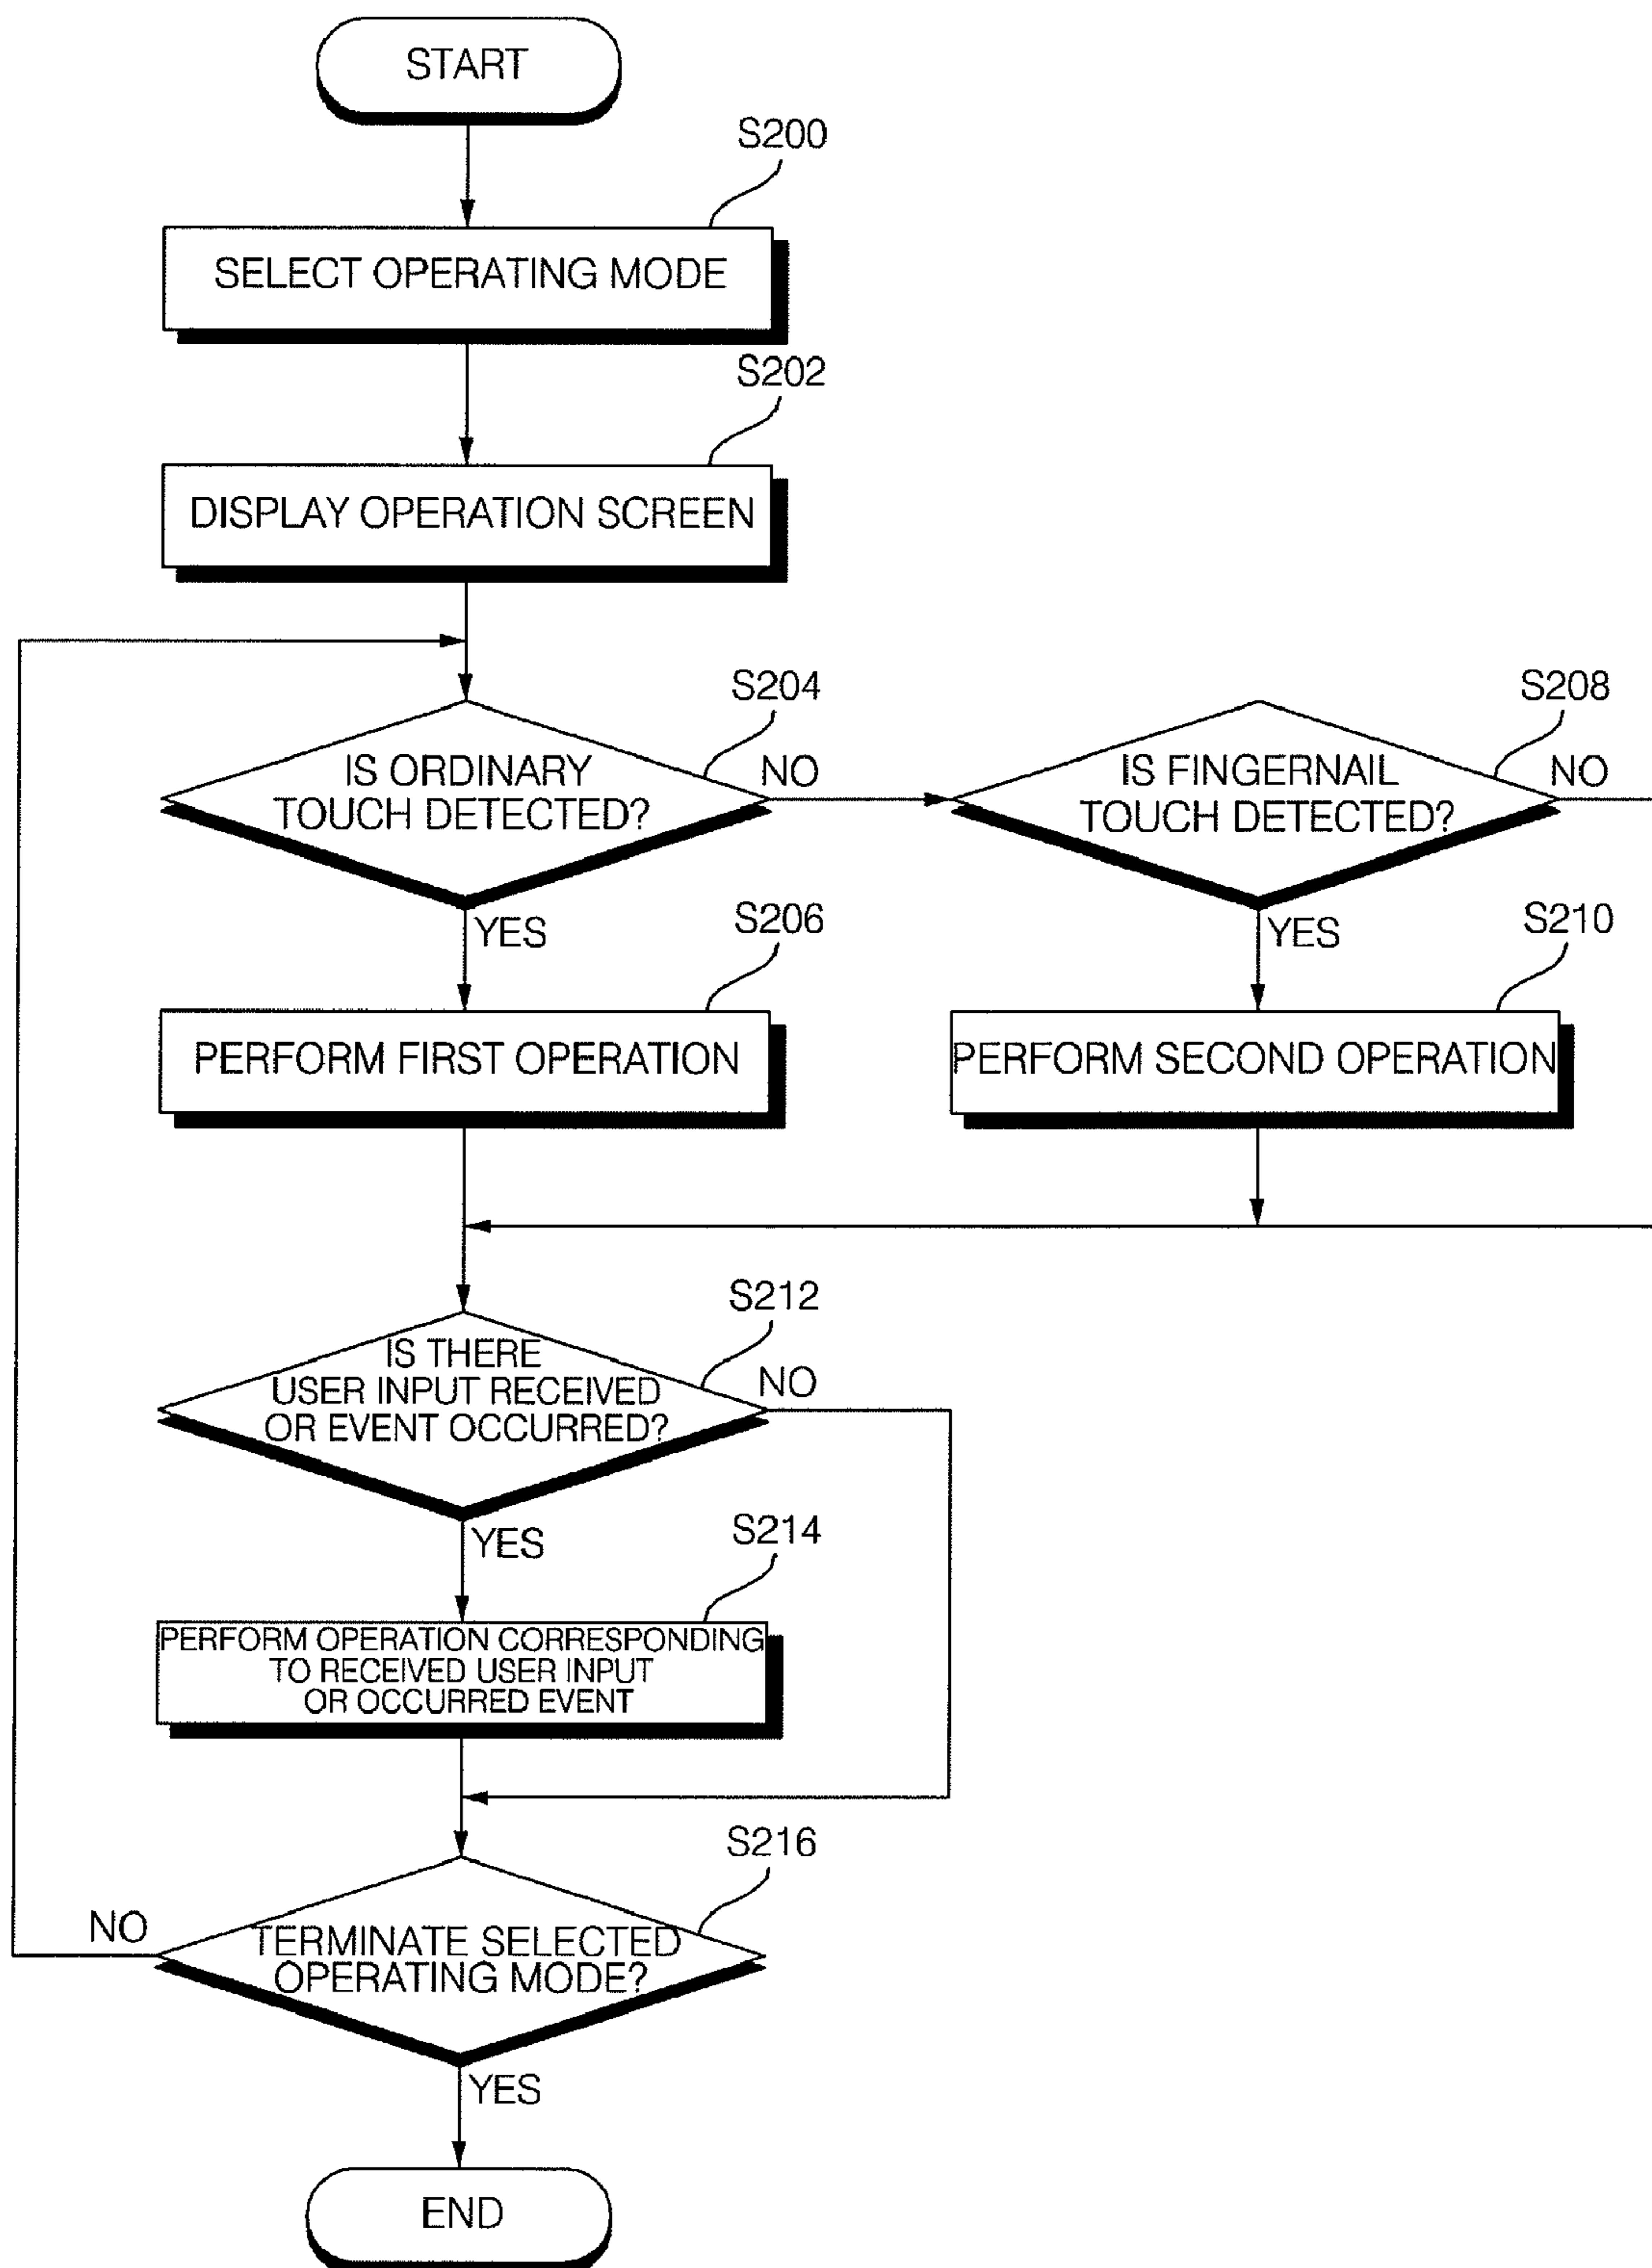 START
S200
SELECT OPERATING MODE
S202
DISPLAY OPERATION SCREEN
S204
IS ORDINARY
TOUCH DETECTED?
NO
S208
IS FINGERNAIL
TOUCH DETECTED?
NO
YES
S206
PERFORM FIRST OPERATION
YES
S210
PERFORM SECOND OPERATION
S212
IS THERE
USER INPUT RECEIVED
OR EVENT OCCURRED?
NO
YES
S214
PERFORM OPERATION CORRESPONDING
TO RECEIVED USER INPUT
OR OCCURRED EVENT
S216
NO
TERMINATE SELECTED
OPERATING MODE?
YES
END